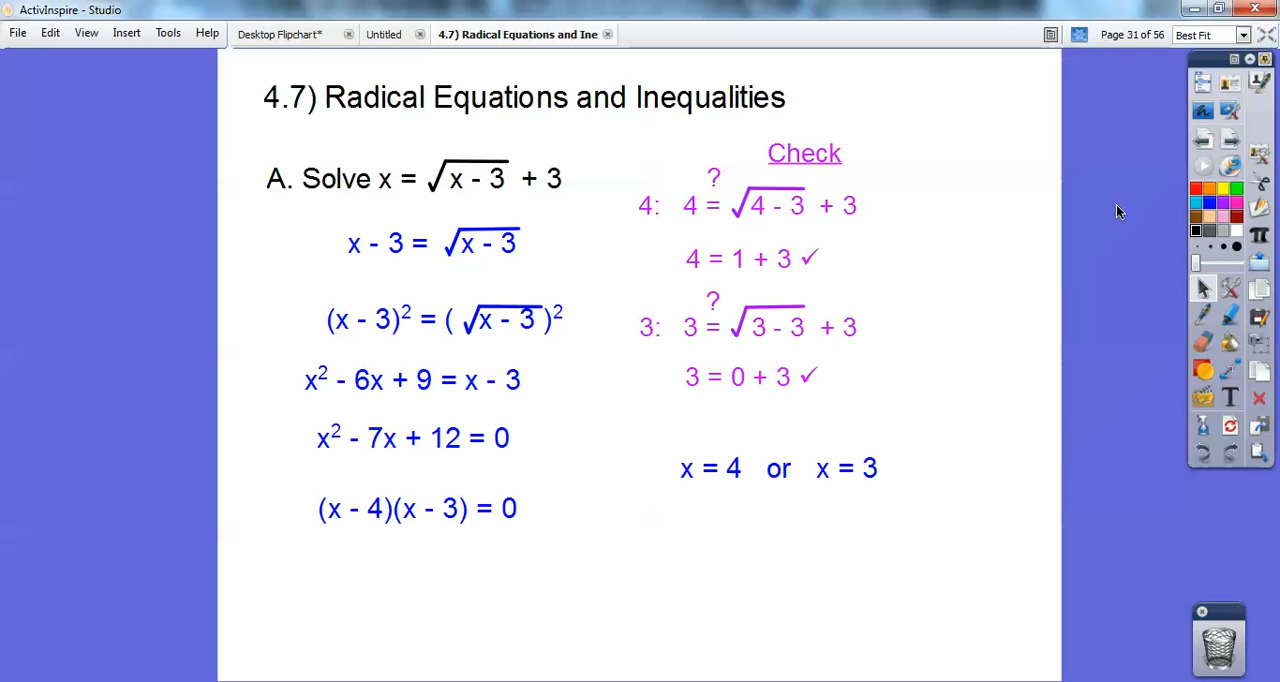 ActivInspire - Studio
File Edit View Insert Tools Help
Desktop Flipchart* Untitled 4.7) Radical Equations and Ine Page 31 of 56 Best Fit
4.7) Radical Equations and Inequalities
A. Solve x = √(x - 3) + 3
x - 3 = √(x - 3)
(x - 3)² = ( √(x - 3) )²
x² - 6x + 9 = x - 3
x² - 7x + 12 = 0
(x - 4)(x - 3) = 0
Check
?
4: 4 = √(4 - 3) + 3
4 = 1 + 3 ✓
?
3: 3 = √(3 - 3) + 3
3 = 0 + 3 ✓
x = 4 or x = 3